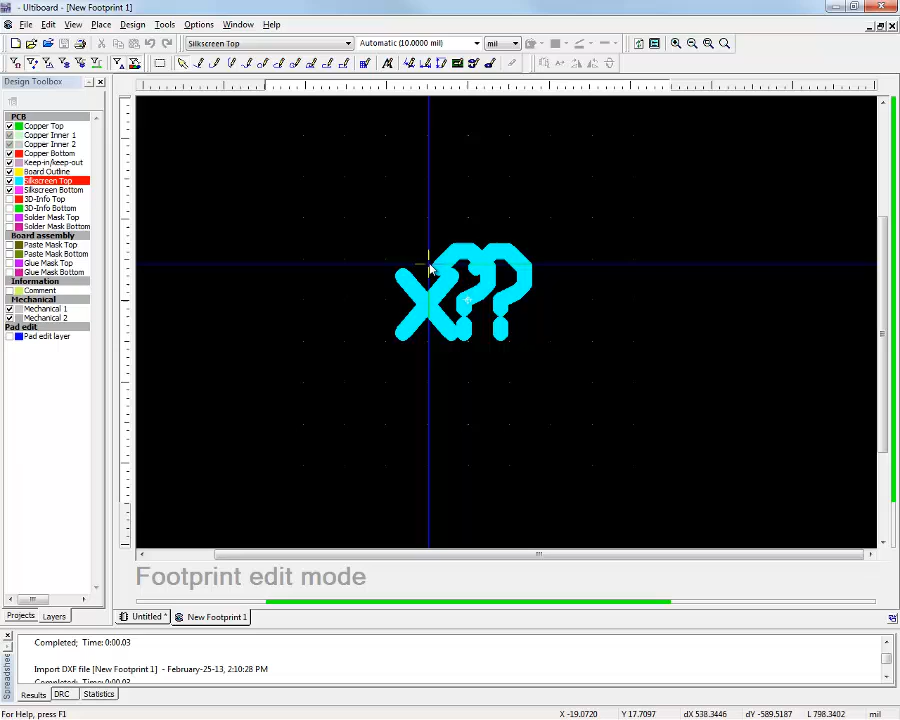 - Ultiboard - [New Footprint 1]
File Edit View Place Design Tools Options Window Help
Silkscreen Top Automatic (10.0000 mil) mil
Design Toolbox
PCB
Copper Top
Copper Inner 1
Copper Inner 2
Copper Bottom
Keep-in/keep-out
Board Outline
Silkscreen Top
Silkscreen Bottom
3D-Info Top
3D-Info Bottom
Solder Mask Top
Solder Mask Bottom
Board assembly
Paste Mask Top
Paste Mask Bottom
Glue Mask Top
Glue Mask Bottom
Information
Comment
Mechanical
Mechanical 1
Mechanical 2
Pad edit
Pad edit layer
X??
Footprint edit mode
Projects Layers
Untitled * New Footprint 1
Spreadshee
Completed; Time: 0:00.03
Import DXF file [New Footprint 1] - February-25-13, 2:10:28 PM
Completed; Time: 0:00.03
Results DRC Statistics
For Help, press F1 X -19.0720 Y 17.7097 dX 538.3446 dY -589.5187 L 798.3402 mil